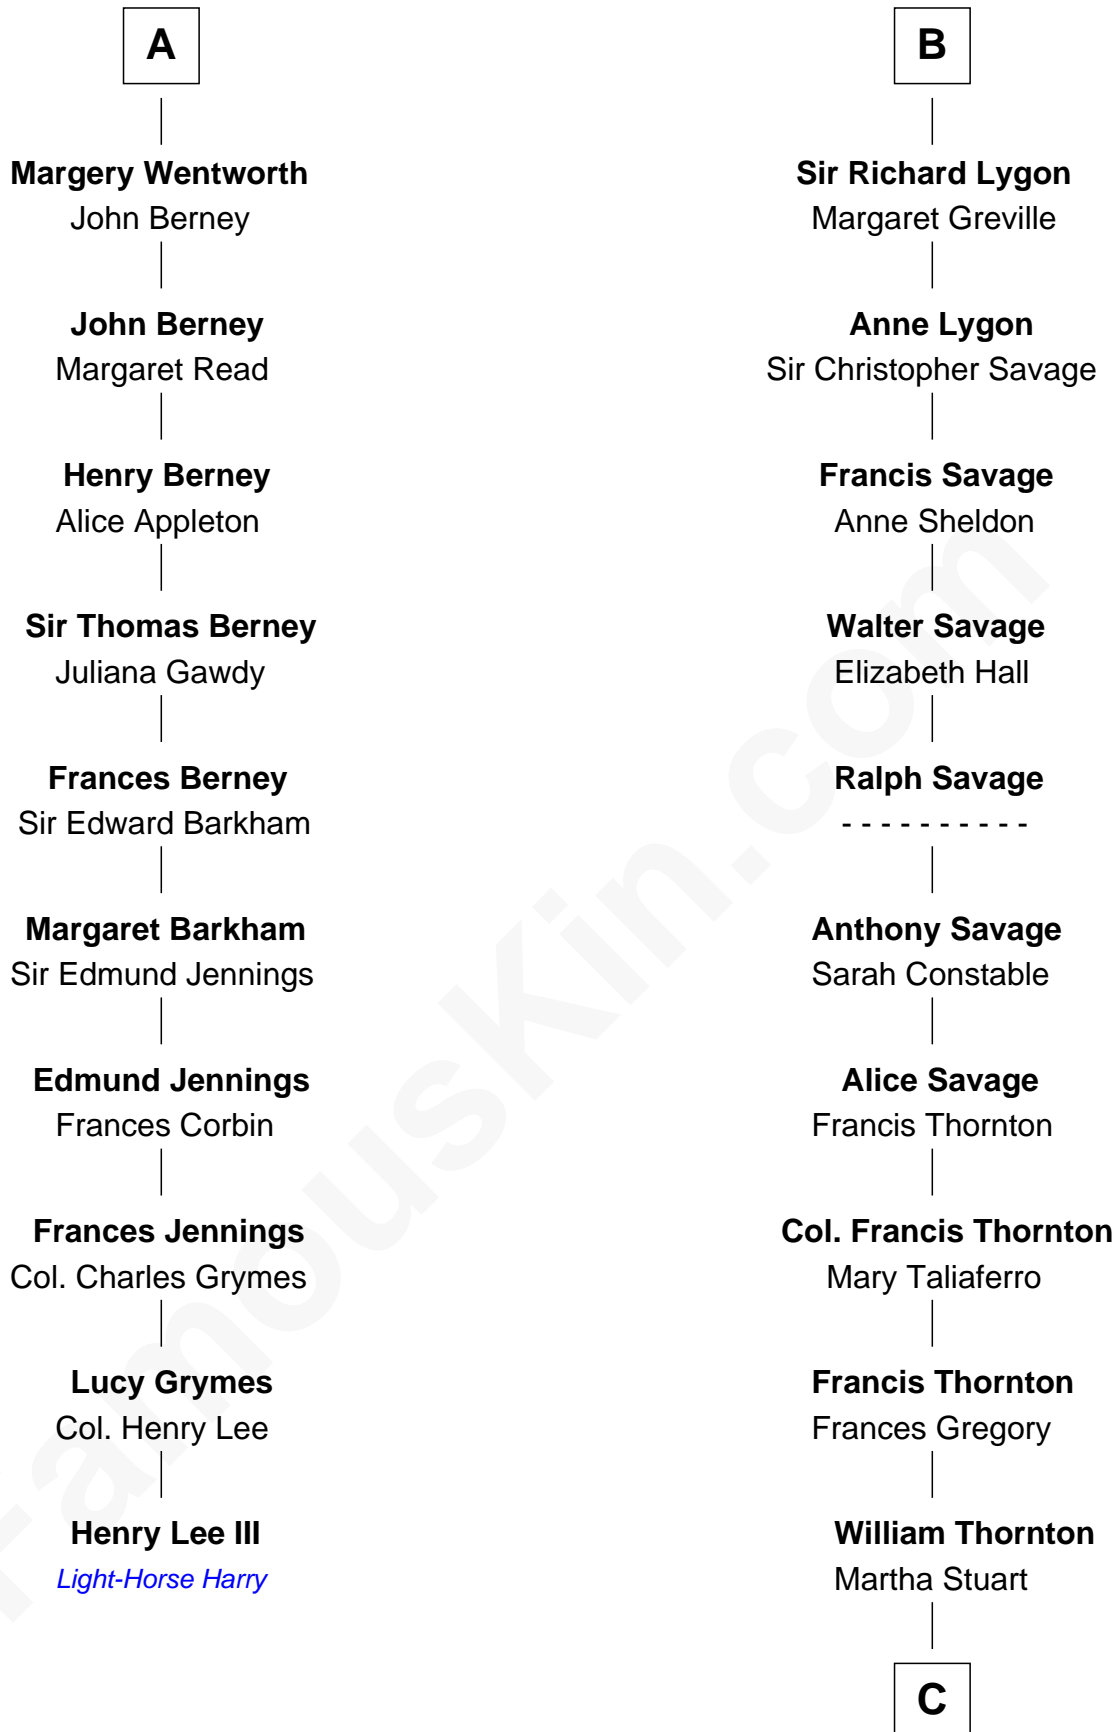 A
Margery Wentworth
John Berney
John Berney
Margaret Read
Henry Berney
Alice Appleton
Sir Thomas Berney
Juliana Gawdy
Frances Berney
Sir Edward Barkham
Margaret Barkham
Sir Edmund Jennings
Edmund Jennings
Frances Corbin
Frances Jennings
Col. Charles Grymes
Lucy Grymes
Col. Henry Lee
Henry Lee III
Light-Horse Harry
B
Sir Richard Lygon
Margaret Greville
Anne Lygon
Sir Christopher Savage
Francis Savage
Anne Sheldon
Walter Savage
Elizabeth Hall
Ralph Savage
- - - - - - - - - -
Anthony Savage
Sarah Constable
Alice Savage
Francis Thornton
Col. Francis Thornton
Mary Taliaferro
Francis Thornton
Frances Gregory
William Thornton
Martha Stuart
C
FamousKin.com